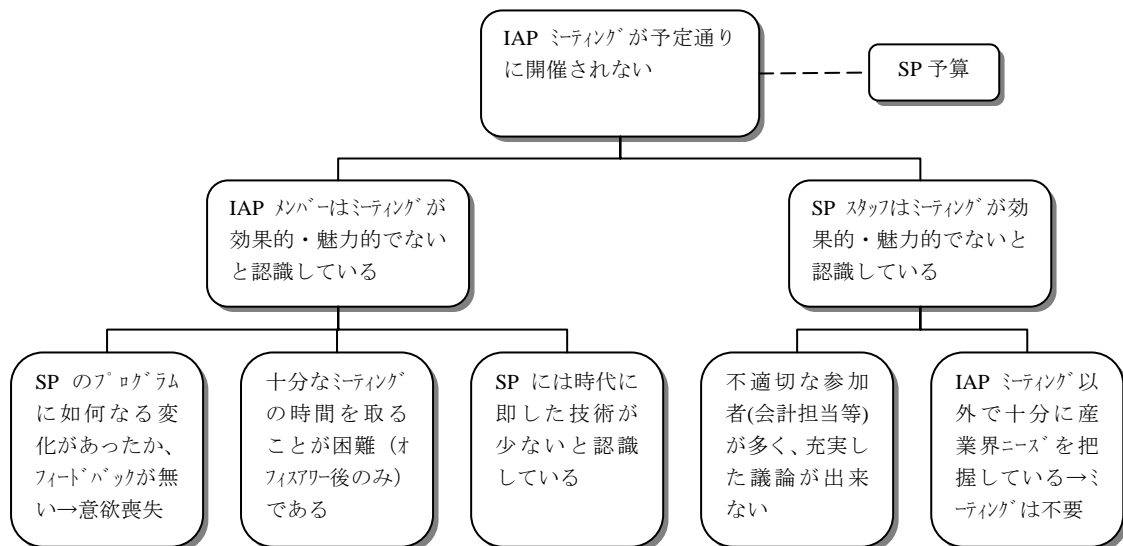 IAP ﾐｰﾃｨﾝｸﾞが予定通り
に開催されない
SP 予算
IAP ﾒﾝﾊﾞｰはﾐｰﾃｨﾝｸﾞが
効果的・魅力的でない
と認識している
SP ｽﾀｯﾌはﾐｰﾃｨﾝｸﾞが効
果的・魅力的でないと
認識している
SP のﾌﾟﾛｸﾞﾗﾑ
に如何なる変
化があったか、
ﾌｨｰﾄﾞﾊﾞｯｸが無
い→意欲喪失
十分なﾐｰﾃｨﾝｸﾞ
の時間を取る
ことが困難（ｵ
ﾌｨｽｱﾜｰ後のみ）
である
SP には時代に
即した技術が
少ないと認識
している
不適切な参加
者(会計担当等)
が多く、充実し
た議論が出来
ない
IAP ﾐｰﾃｨﾝｸﾞ以
外で十分に産
業界ﾆｰｽﾞを把
握している→ﾐ
ｰﾃｨﾝｸﾞは不要